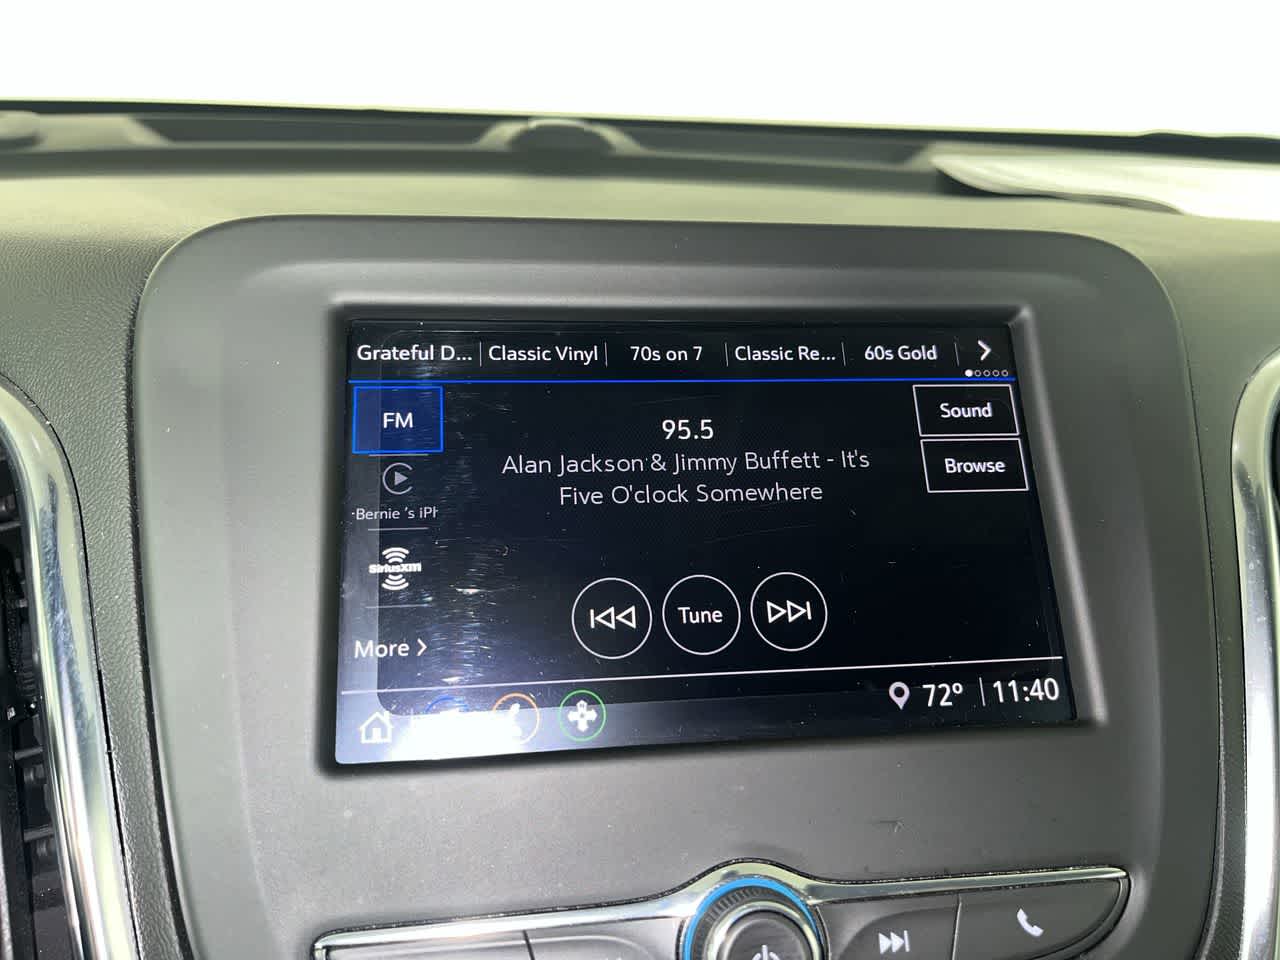 Grateful D... Classic Vinyl 70s on 7 Classic Re... 60s Gold
FM
95.5
Sound
Alan Jackson & Jimmy Buffett - It's
Five O'clock Somewhere
Browse
Bernie 's iPh
SiriusXM
Tune
More
72° 11:40